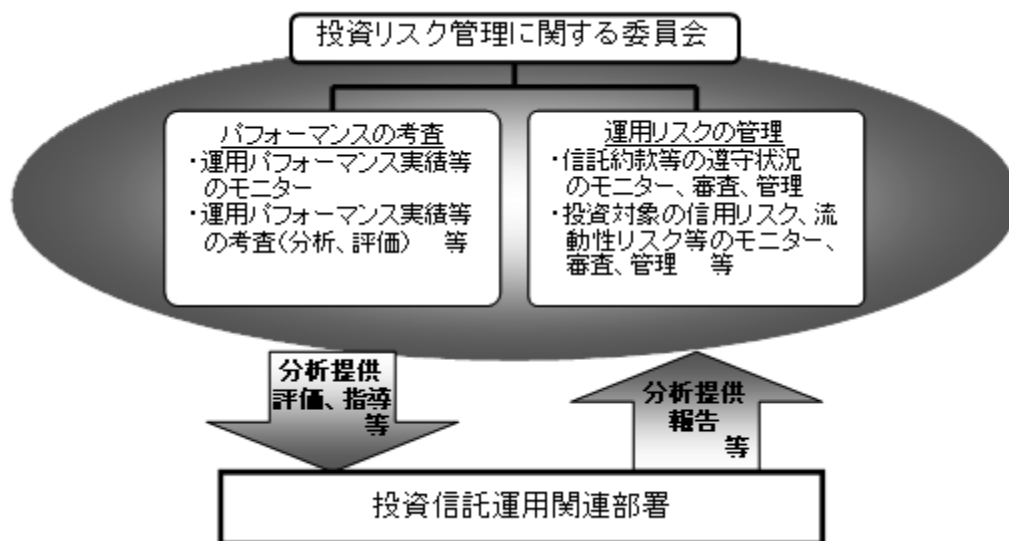 投資リスク管理に関する委員会
パフォーマンスの考査
・運用パフォーマンス実績等
のモニター
・運用パフォーマンス実績等
の考査（分析、評価） 等
運用リスクの管理
・信託約款等の遵守状況
のモニター、審査、管理
・投資対象の信用リスク、流
動性リスク等のモニター、
審査、管理 等
分析提供
評価、指導
等
分析提供
報告
等
投資信託運用関連部署